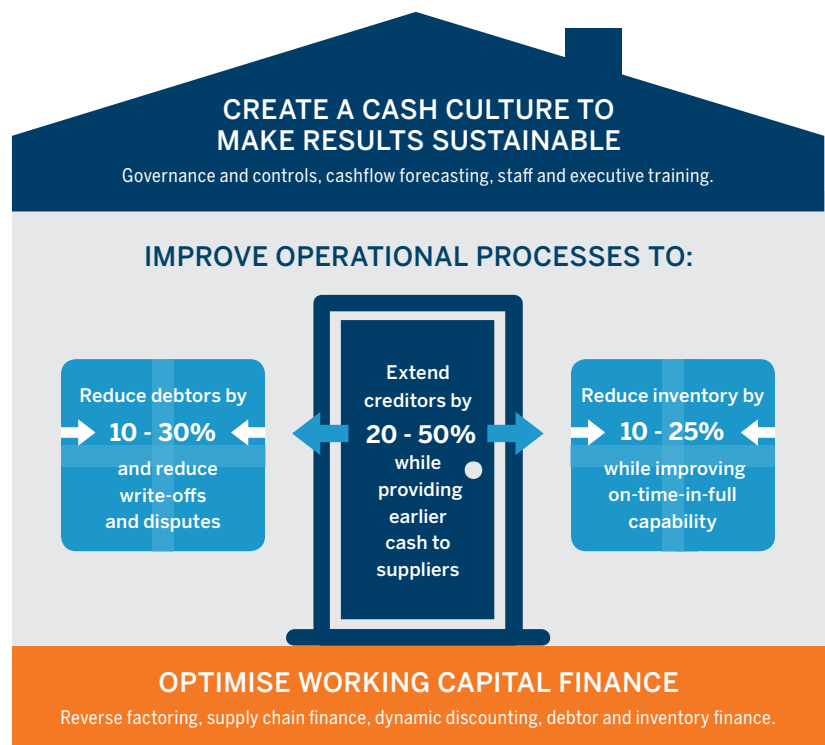 CREATE A CASH CULTURE TO
MAKE RESULTS SUSTAINABLE
Governance and controls, cashflow forecasting, staff and executive training.
IMPROVE OPERATIONAL PROCESSES TO:
Reduce debtors by
10 - 30%
and reduce
write-offs
and disputes
Extend
creditors by
20 - 50%
while
providing
earlier
cash to
suppliers
Reduce inventory by
10 - 25%
while improving
on-time-in-full
capability
OPTIMISE WORKING CAPITAL FINANCE
Reverse factoring, supply chain finance, dynamic discounting, debtor and inventory finance.